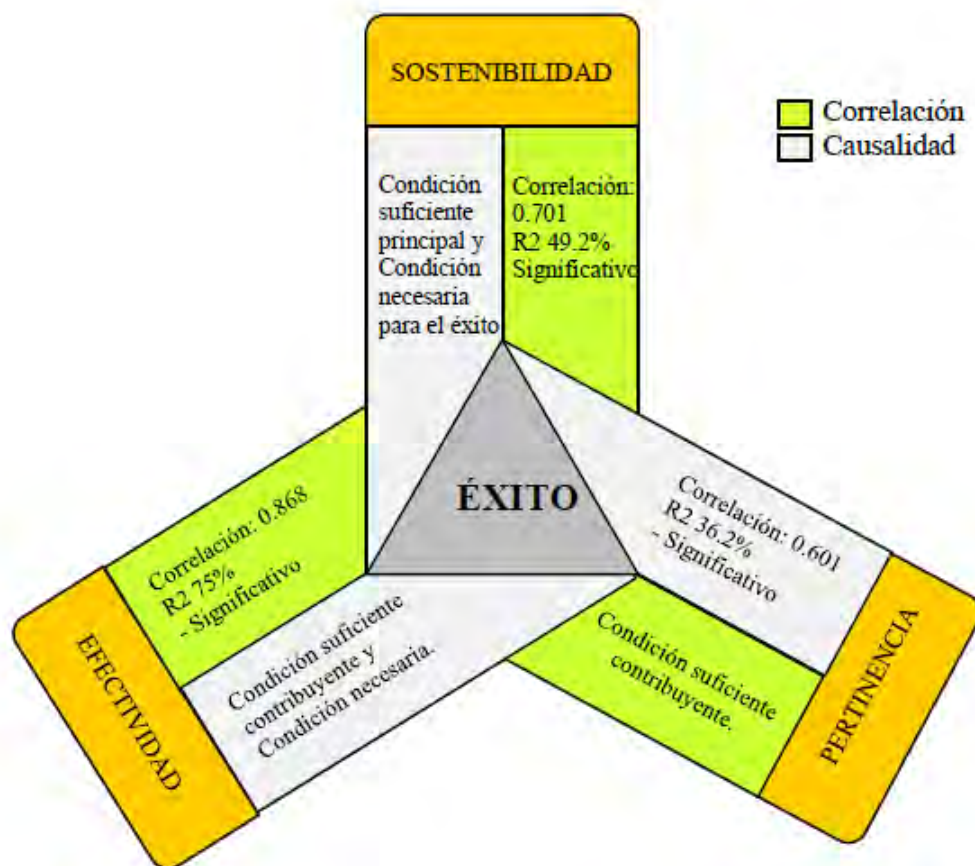 SOSTENIBILIDAD
Correlación
Causalidad
Condición
suficiente
principal y
Condición
necesaria
para el éxito
Correlación:
0.701
R2 49.2%
Significativo
ÉXITO
Correlación: 0.868
R2 75%
- Significativo
Condición suficiente
contribuyente y
Condición necesaria.
EFECTIVIDAD
Correlación: 0.601
R2 36.2%
- Significativo
Condición suficiente
contribuyente.
PERTINENCIA